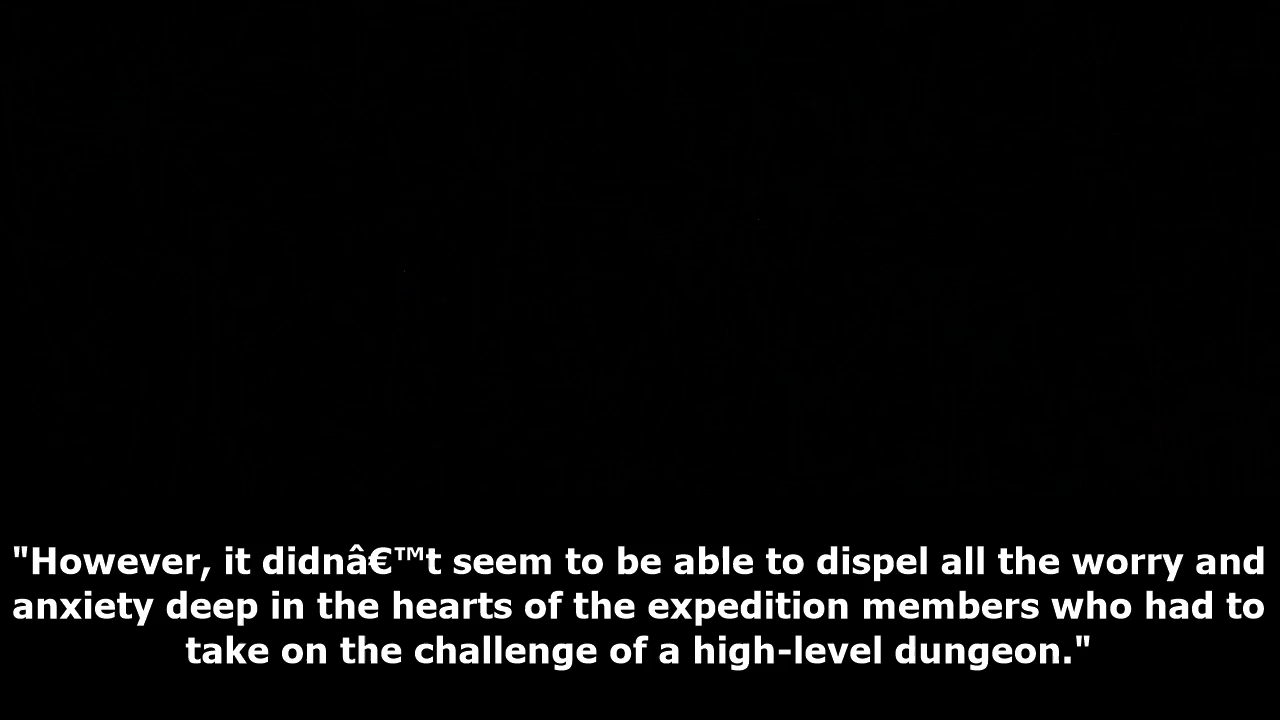 "However, it didnâ€™t seem to be able to dispel all the worry and
anxiety deep in the hearts of the expedition members who had to
take on the challenge of a high-level dungeon."